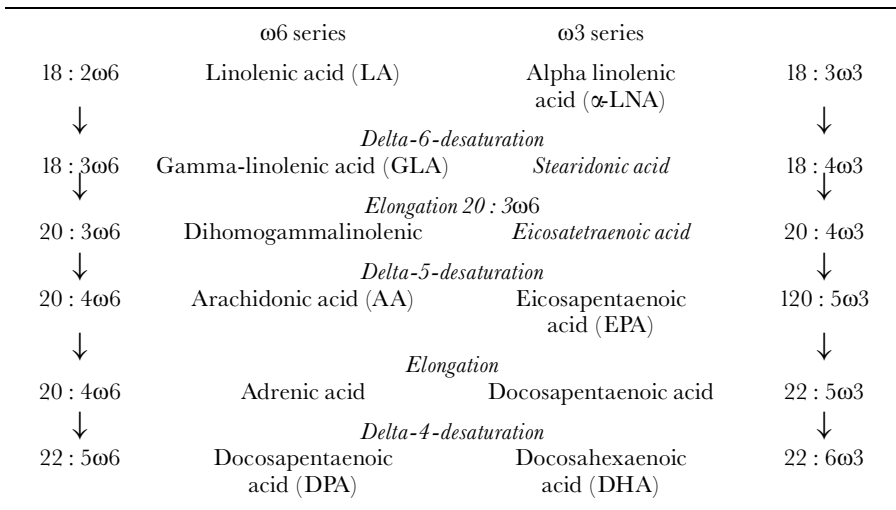 ω6 series ω3 series
18 : 2ω6 Linolenic acid (LA) Alpha linolenic 18 : 3ω3
acid (α-LNA)
Delta-6-desaturation
18 : 3ω6 Gamma-linolenic acid (GLA) Stearidonic acid 18 : 4ω3
Elongation 20 : 3ω6
20 : 3ω6 Dihomogammalinolenic Eicosatetraenoic acid 20 : 4ω3
Delta-5-desaturation
20 : 4ω6 Arachidonic acid (AA) Eicosapentaenoic 120 : 5ω3
acid (EPA)
Elongation
20 : 4ω6 Adrenic acid Docosapentaenoic acid 22 : 5ω3
Delta-4-desaturation
22 : 5ω6 Docosapentaenoic Docosahexaenoic 22 : 6ω3
acid (DPA) acid (DHA)